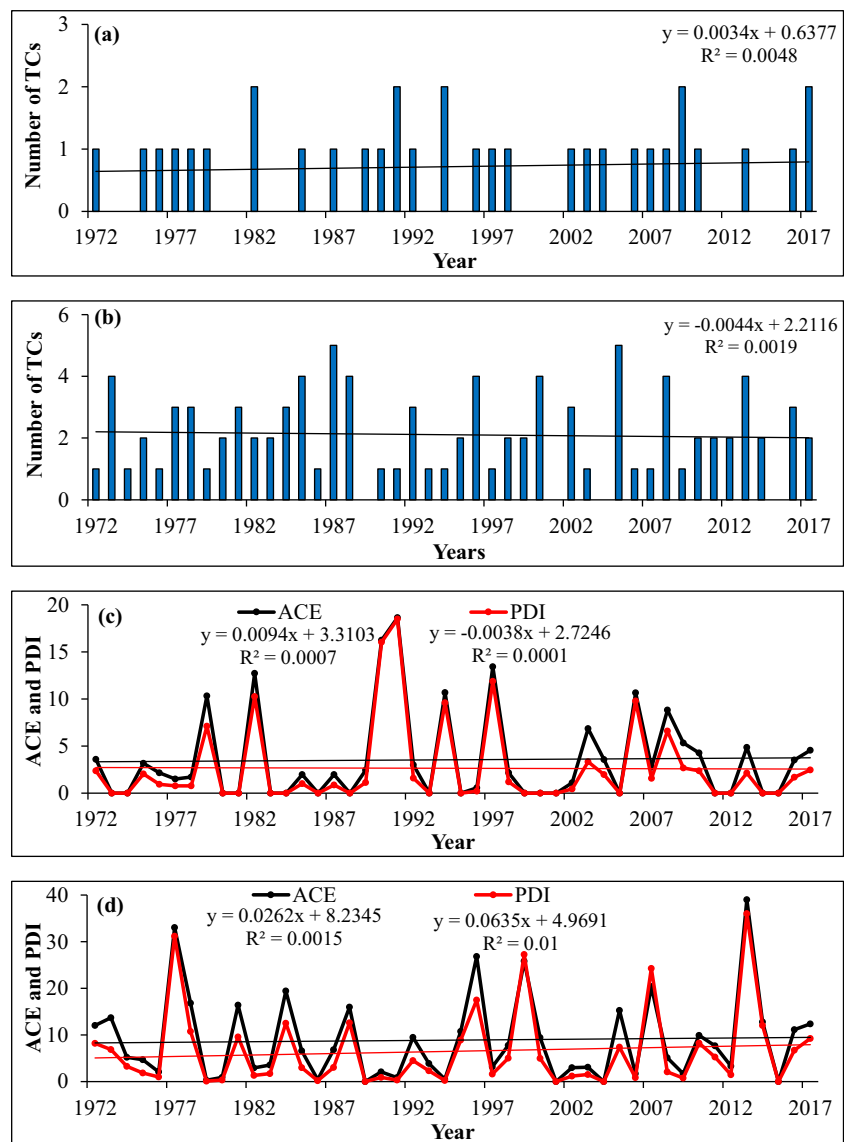 (a)
y = 0.0034x + 0.6377
R² = 0.0048
Number of TCs
3
2
1
0
1972 1977 1982 1987 1992 1997 2002 2007 2012 2017
Year
(b)
y = -0.0044x + 2.2116
R² = 0.0019
Number of TCs
6
4
2
0
1972 1977 1982 1987 1992 1997 2002 2007 2012 2017
Years
(c)
ACE PDI
y = 0.0094x + 3.3103 y = -0.0038x + 2.7246
R² = 0.0007 R² = 0.0001
ACE and PDI
20
15
10
5
0
1972 1977 1982 1987 1992 1997 2002 2007 2012 2017
Year
(d)
ACE PDI
y = 0.0262x + 8.2345 y = 0.0635x + 4.9691
R² = 0.0015 R² = 0.01
ACE and PDI
40
30
20
10
0
1972 1977 1982 1987 1992 1997 2002 2007 2012 2017
Year